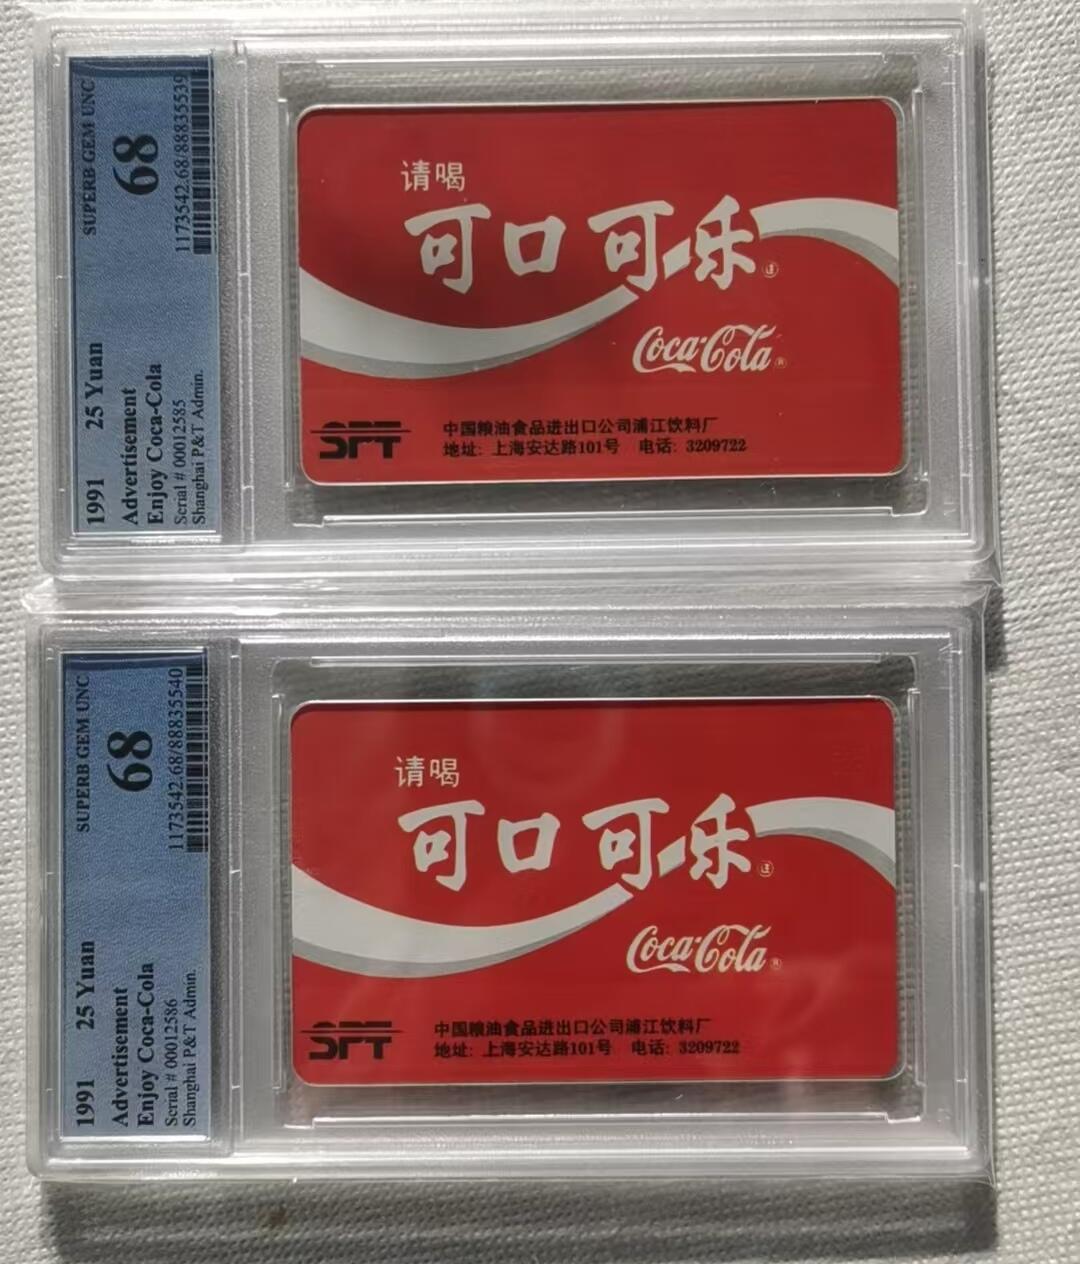 SUPERB GEM UNC
68
1173542.68/88835539
1991 25 Yuan
Advertisement
Enjoy Coca-Cola
Serial # 00012585
Shanghai P&T Admin.
请喝
可口可乐
Coca-Cola
®
SPT
中国粮油食品进出口公司浦江饮料厂
地址: 上海安达路101号 电话: 3209722
SUPERB GEM UNC
68
1173542.68/88835540
1991 25 Yuan
Advertisement
Enjoy Coca-Cola
Serial # 00012586
Shanghai P&T Admin.
请喝
可口可乐
Coca-Cola
®
SPT
中国粮油食品进出口公司浦江饮料厂
地址: 上海安达路101号 电话: 3209722